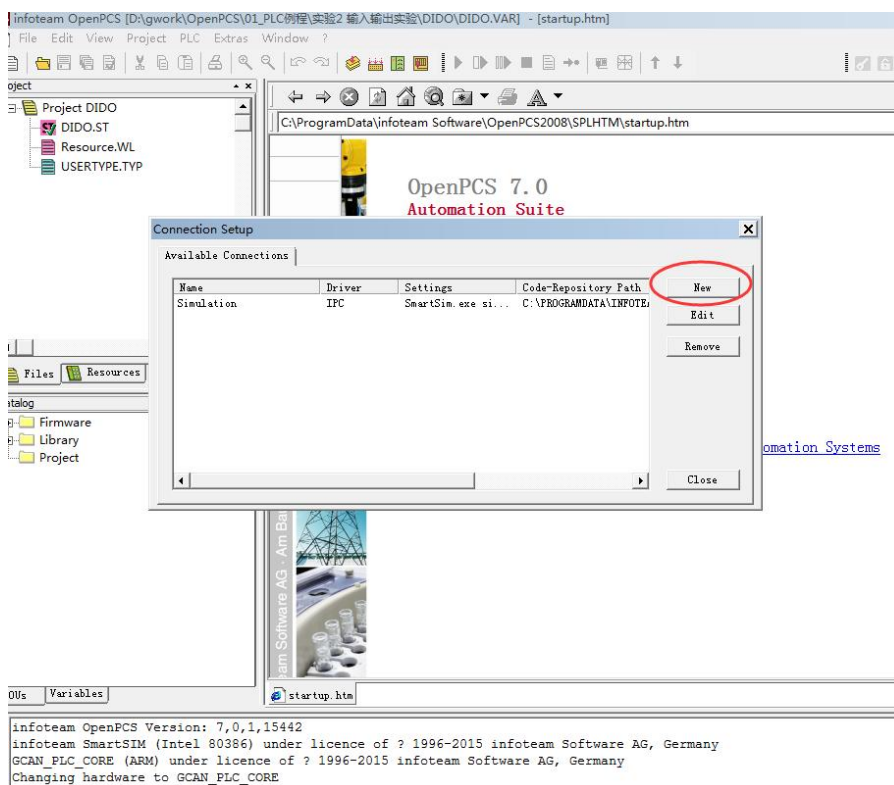 infoteam OpenPCS [D:\gwork\OpenPCS\01_PLC例程\实验2 输入输出实验\DIDO\DIDO.VAR] - [startup.htm]
File Edit View Project PLC Extras Window ?
oject
Project DIDO
DIDO.ST
Resource.WL
USERTYPE.TYP
C:\ProgramData\infoteam Software\OpenPCS2008\SPLHTM\startup.htm
OpenPCS 7.0
Automation Suite
Connection Setup
Available Connections
Name Driver Settings Code-Repository Path
Simulation IPC SmartSim.exe si... C:\PROGRAMDATA\INFOTEA
New
Edit
Remove
Close
Files Resources
atalog
Firmware
Library
Project
omation Systems
am Software AG · Am Bau
OUs Variables
startup.htm
infoteam OpenPCS Version: 7,0,1,15442
infoteam SmartSIM (Intel 80386) under licence of ? 1996-2015 infoteam Software AG, Germany
GCAN_PLC_CORE (ARM) under licence of ? 1996-2015 infoteam Software AG, Germany
Changing hardware to GCAN_PLC_CORE